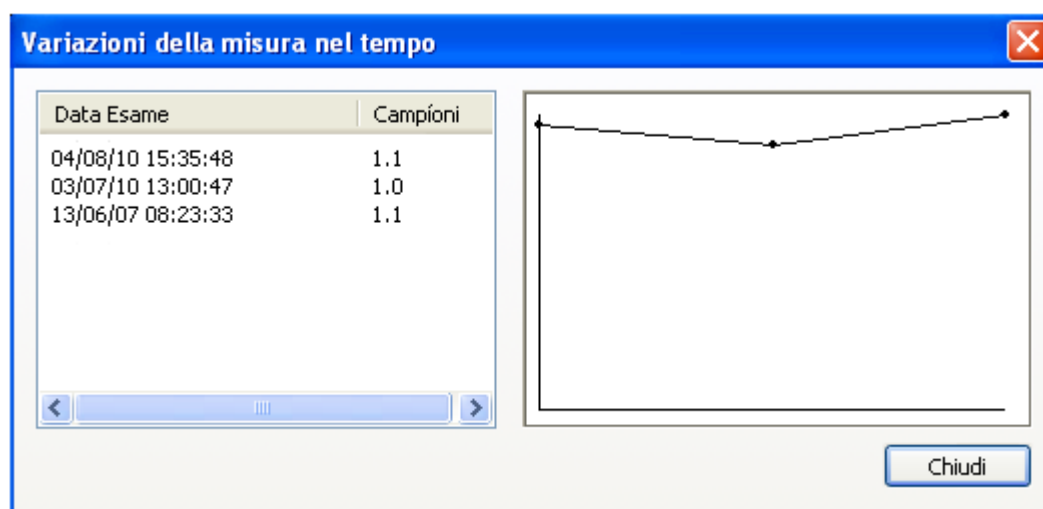 Variazioni della misura nel tempo
Data Esame Campíoni
04/08/10 15:35:48 1.1
03/07/10 13:00:47 1.0
13/06/07 08:23:33 1.1
Chiudi